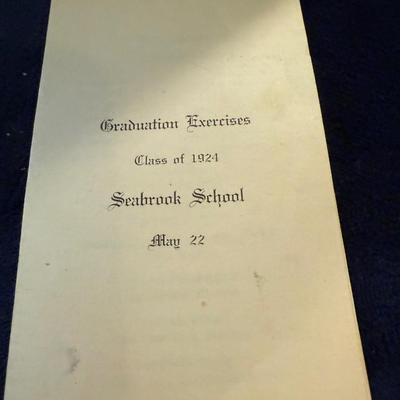 Graduation Exercises
Class of 1924
Seabrook School
May 22